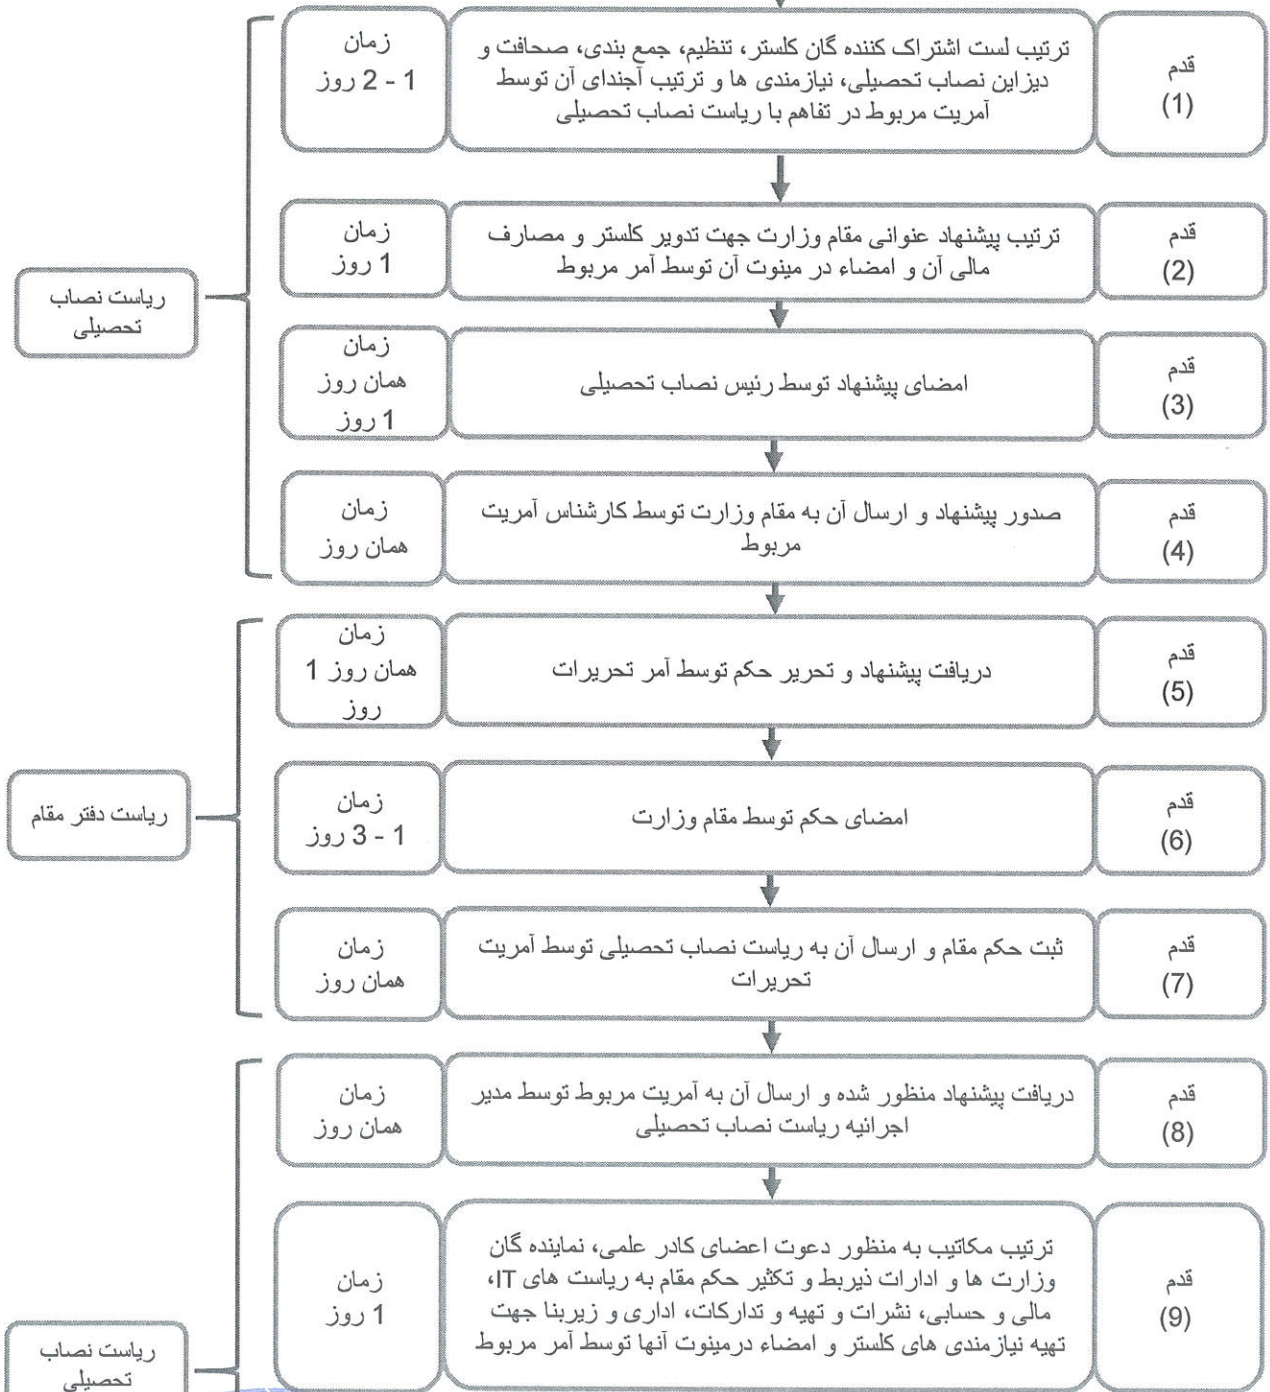 قدم
(1)
ترتیب لست اشتراک کننده گان کلستر، تنظیم، جمع بندی، صحافت و
دیزاین نصاب تحصیلی، نیازمندی ها و ترتیب آجندای آن توسط
آمریت مربوط در تفاهم با ریاست نصاب تحصیلی
زمان
1 - 2 روز
قدم
(2)
ترتیب پیشنهاد عنوانی مقام وزارت جهت تدویر کلستر و مصارف
مالی آن و امضاء در مینوت آن توسط آمر مربوط
زمان
1 روز
ریاست نصاب
تحصیلی
قدم
(3)
امضای پیشنهاد توسط رئیس نصاب تحصیلی
زمان
همان روز
1 روز
قدم
(4)
صدور پیشنهاد و ارسال آن به مقام وزارت توسط کارشناس آمریت
مربوط
زمان
همان روز
قدم
(5)
دریافت پیشنهاد و تحریر حکم توسط آمر تحریرات
زمان
همان روز 1
روز
قدم
(6)
امضای حکم توسط مقام وزارت
زمان
1 - 3 روز
ریاست دفتر مقام
قدم
(7)
ثبت حکم مقام و ارسال آن به ریاست نصاب تحصیلی توسط آمریت
تحریرات
زمان
همان روز
قدم
(8)
دریافت پیشنهاد منظور شده و ارسال آن به آمریت مربوط توسط مدیر
اجرائیه ریاست نصاب تحصیلی
زمان
همان روز
قدم
(9)
ترتیب مکاتیب به منظور دعوت اعضای کادر علمی، نماینده گان
وزارت ها و ادارات ذیربط و تکثیر حکم مقام به ریاست های IT،
مالی و حسابی، نشرات و تهیه و تدارکات، اداری و زیربنا جهت
تهیه نیازمندی های کلستر و امضاء درمینوت آنها توسط آمر مربوط
زمان
1 روز
ریاست نصاب
تحصیلی